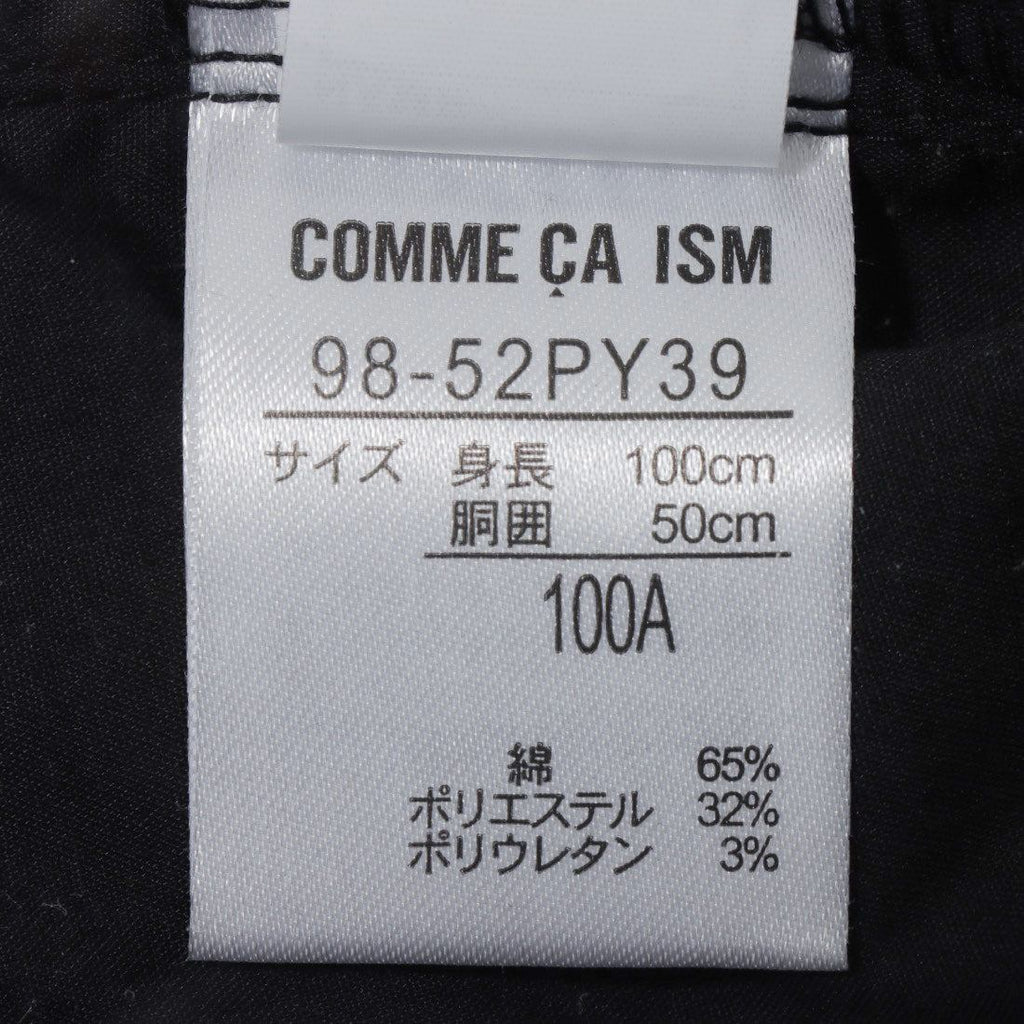 COMME ÇA ISM
98-52PY39
サイズ 身長 100cm
胴囲 50cm
100A
綿 65%
ポリエステル 32%
ポリウレタン 3%